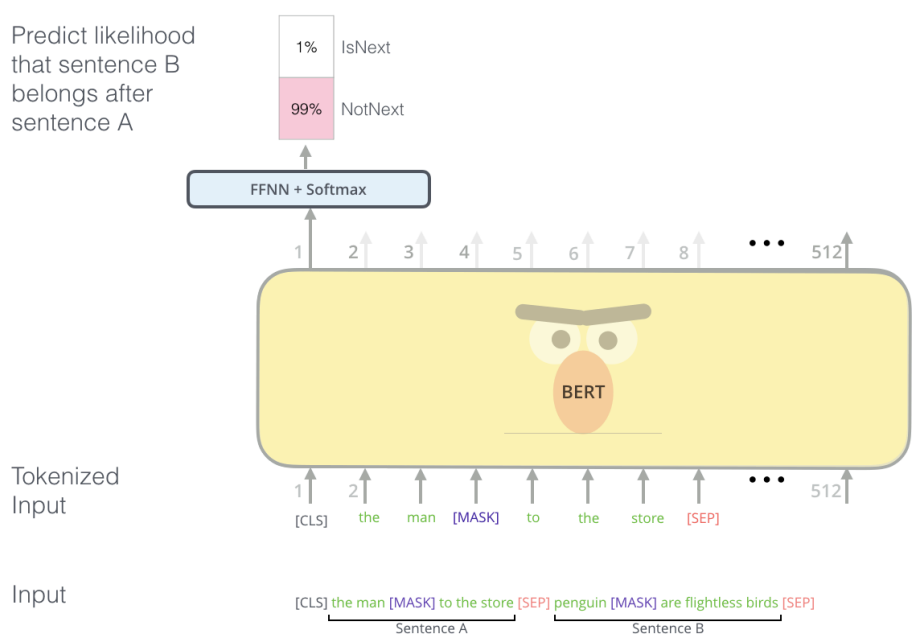 Predict likelihood
that sentence B
belongs after
sentence A
1% IsNext
99% NotNext
FFNN + Softmax
1 2 3 4 5 6 7 8 ••• 512
BERT
Tokenized
Input
1 2 ••• 512
[CLS] the man [MASK] to the store [SEP]
Input
[CLS] the man [MASK] to the store [SEP] penguin [MASK] are flightless birds [SEP]
Sentence A Sentence B